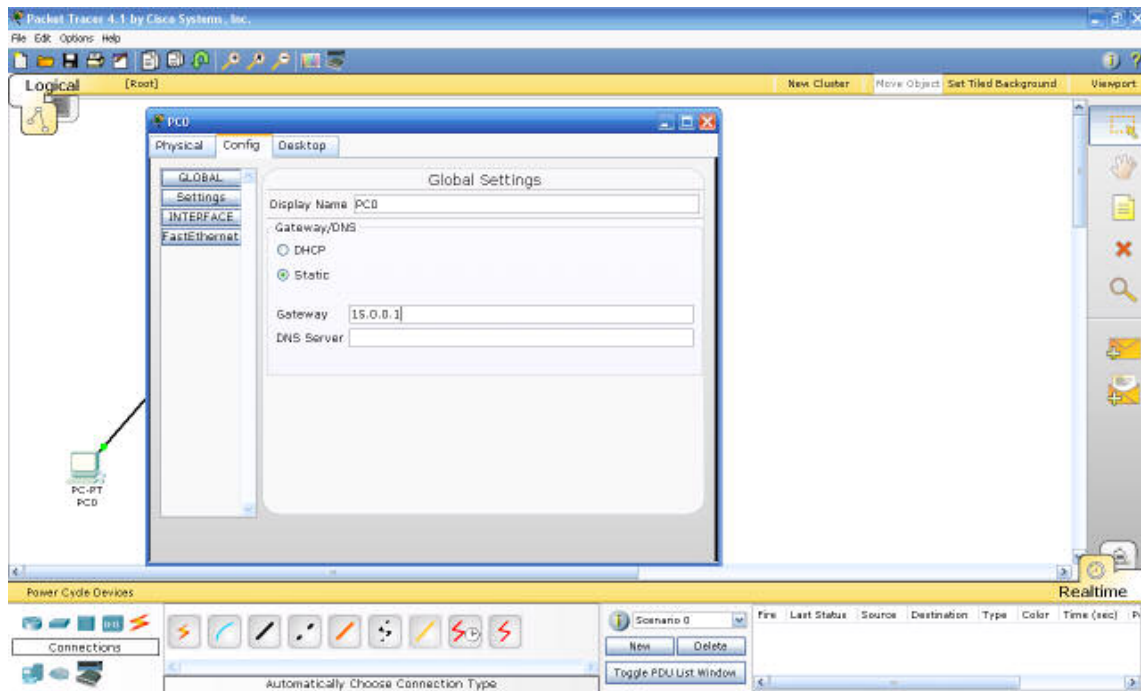 Packet Tracer 4.1 by Cisco Systems, Inc.
File Edit Options Help
Logical [Root] New Cluster Move Object Set Tiled Background Viewport
PC0
Physical Config Desktop
GLOBAL
Settings
INTERFACE
FastEthernet
Global Settings
Display Name PC0
Gateway/DNS
DHCP
Static
Gateway 15.0.0.1
DNS Server
PC-PT
PC0
Power Cycle Devices Realtime
Connections
Automatically Choose Connection Type
Scenario 0
New Delete
Toggle PDU List Window
Fire Last Status Source Destination Type Color Time (sec)